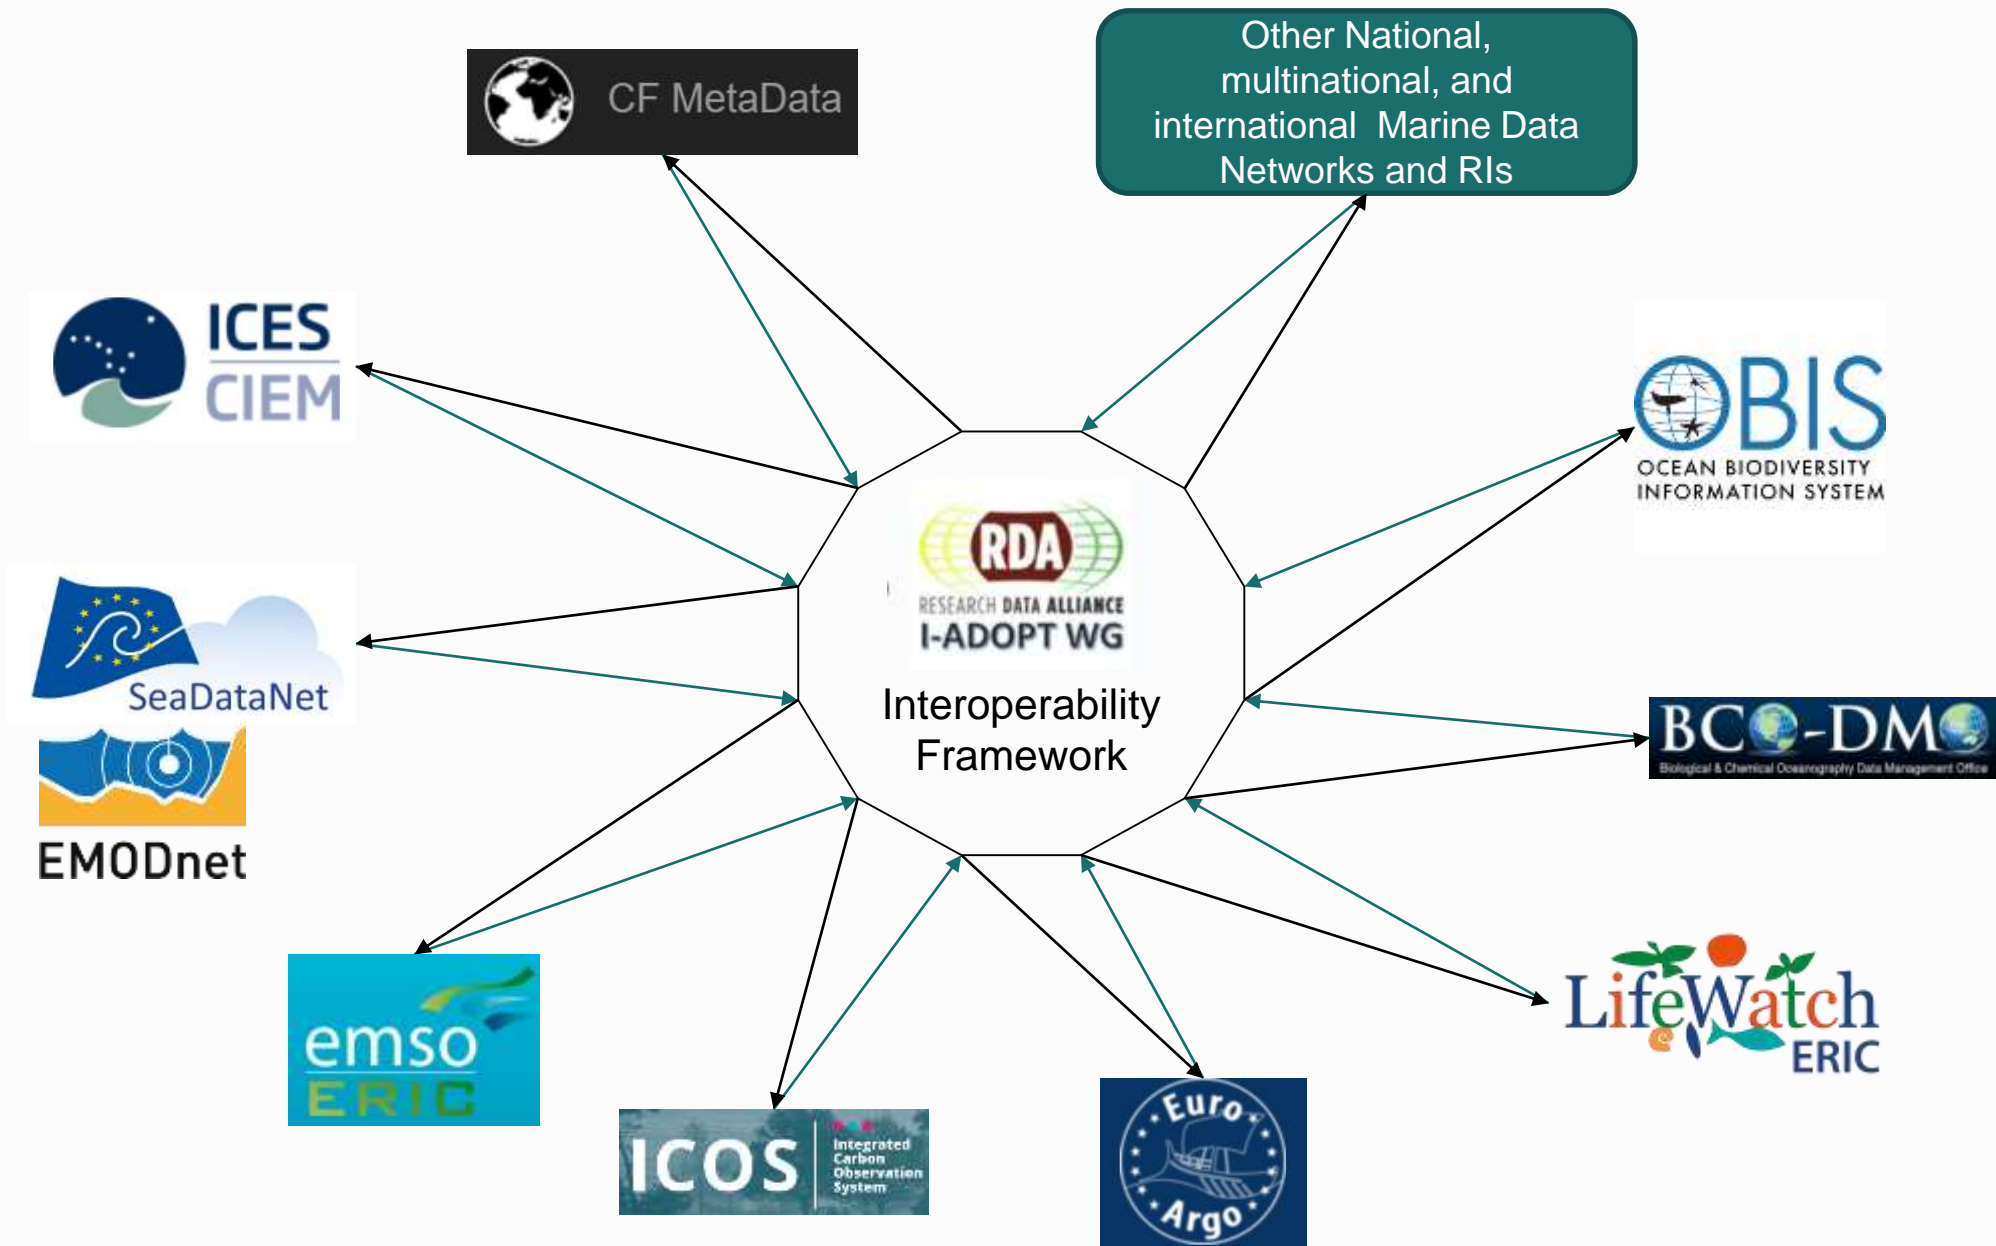 CF MetaData
Other National,
multinational, and
international Marine Data
Networks and RIs
ICES
CIEM
OBIS
OCEAN BIODIVERSITY
INFORMATION SYSTEM
RDA
RESEARCH DATA ALLIANCE
I-ADOPT WG
Interoperability
Framework
SeaDataNet
EMODnet
BCO-DMO
Biological & Chemical Oceanography Data Management Office
emso
ERIC
LifeWatch
ERIC
ICOS
Integrated
Carbon
Observation
System
Euro
Argo